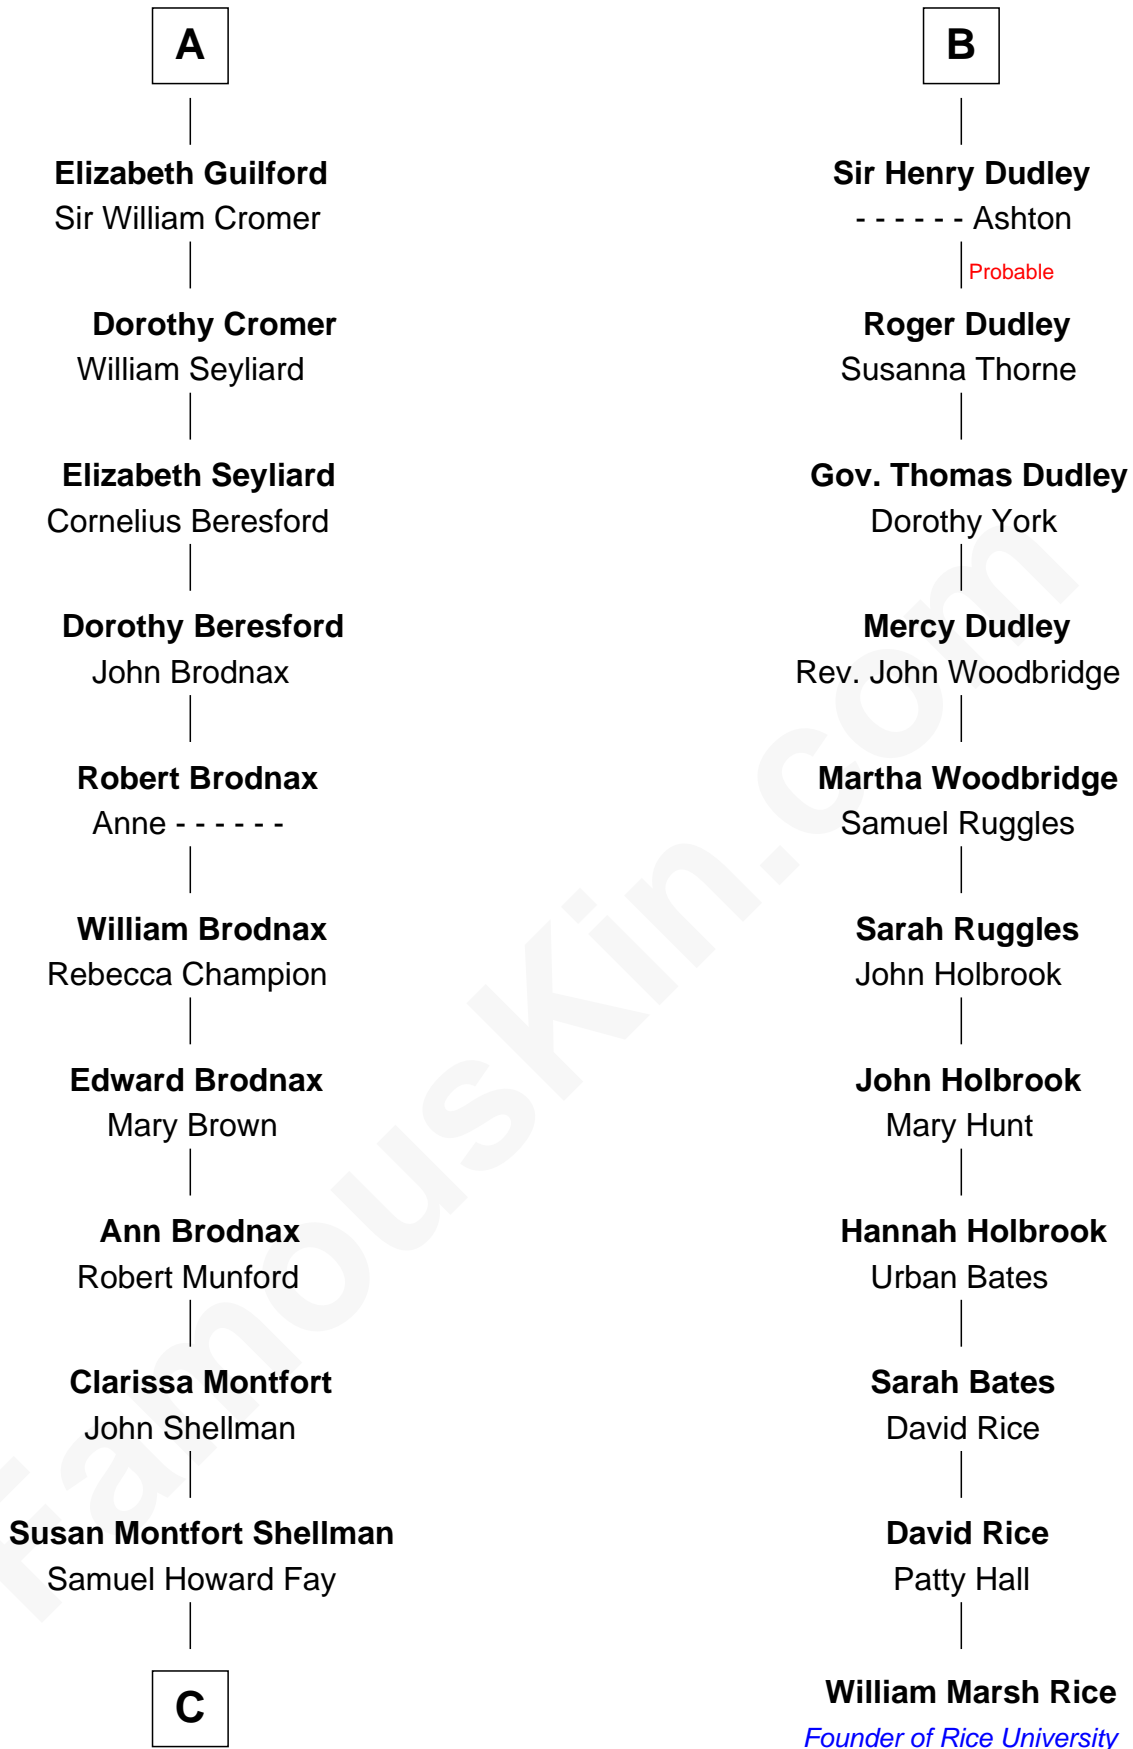 A
Elizabeth Guilford
Sir William Cromer
Dorothy Cromer
William Seyliard
Elizabeth Seyliard
Cornelius Beresford
Dorothy Beresford
John Brodnax
Robert Brodnax
Anne - - - - - -
William Brodnax
Rebecca Champion
Edward Brodnax
Mary Brown
Ann Brodnax
Robert Munford
Clarissa Montfort
John Shellman
Susan Montfort Shellman
Samuel Howard Fay
C
B
Sir Henry Dudley
- - - - - - Ashton
Probable
Roger Dudley
Susanna Thorne
Gov. Thomas Dudley
Dorothy York
Mercy Dudley
Rev. John Woodbridge
Martha Woodbridge
Samuel Ruggles
Sarah Ruggles
John Holbrook
John Holbrook
Mary Hunt
Hannah Holbrook
Urban Bates
Sarah Bates
David Rice
David Rice
Patty Hall
William Marsh Rice
Founder of Rice University
FamousKin.com